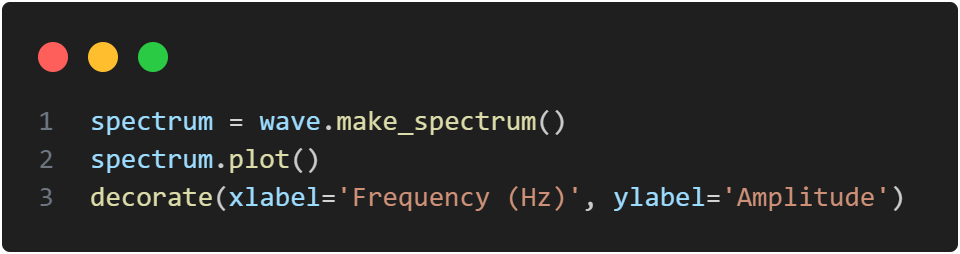 1 spectrum = wave.make_spectrum()
2 spectrum.plot()
3 decorate(xlabel='Frequency (Hz)', ylabel='Amplitude')